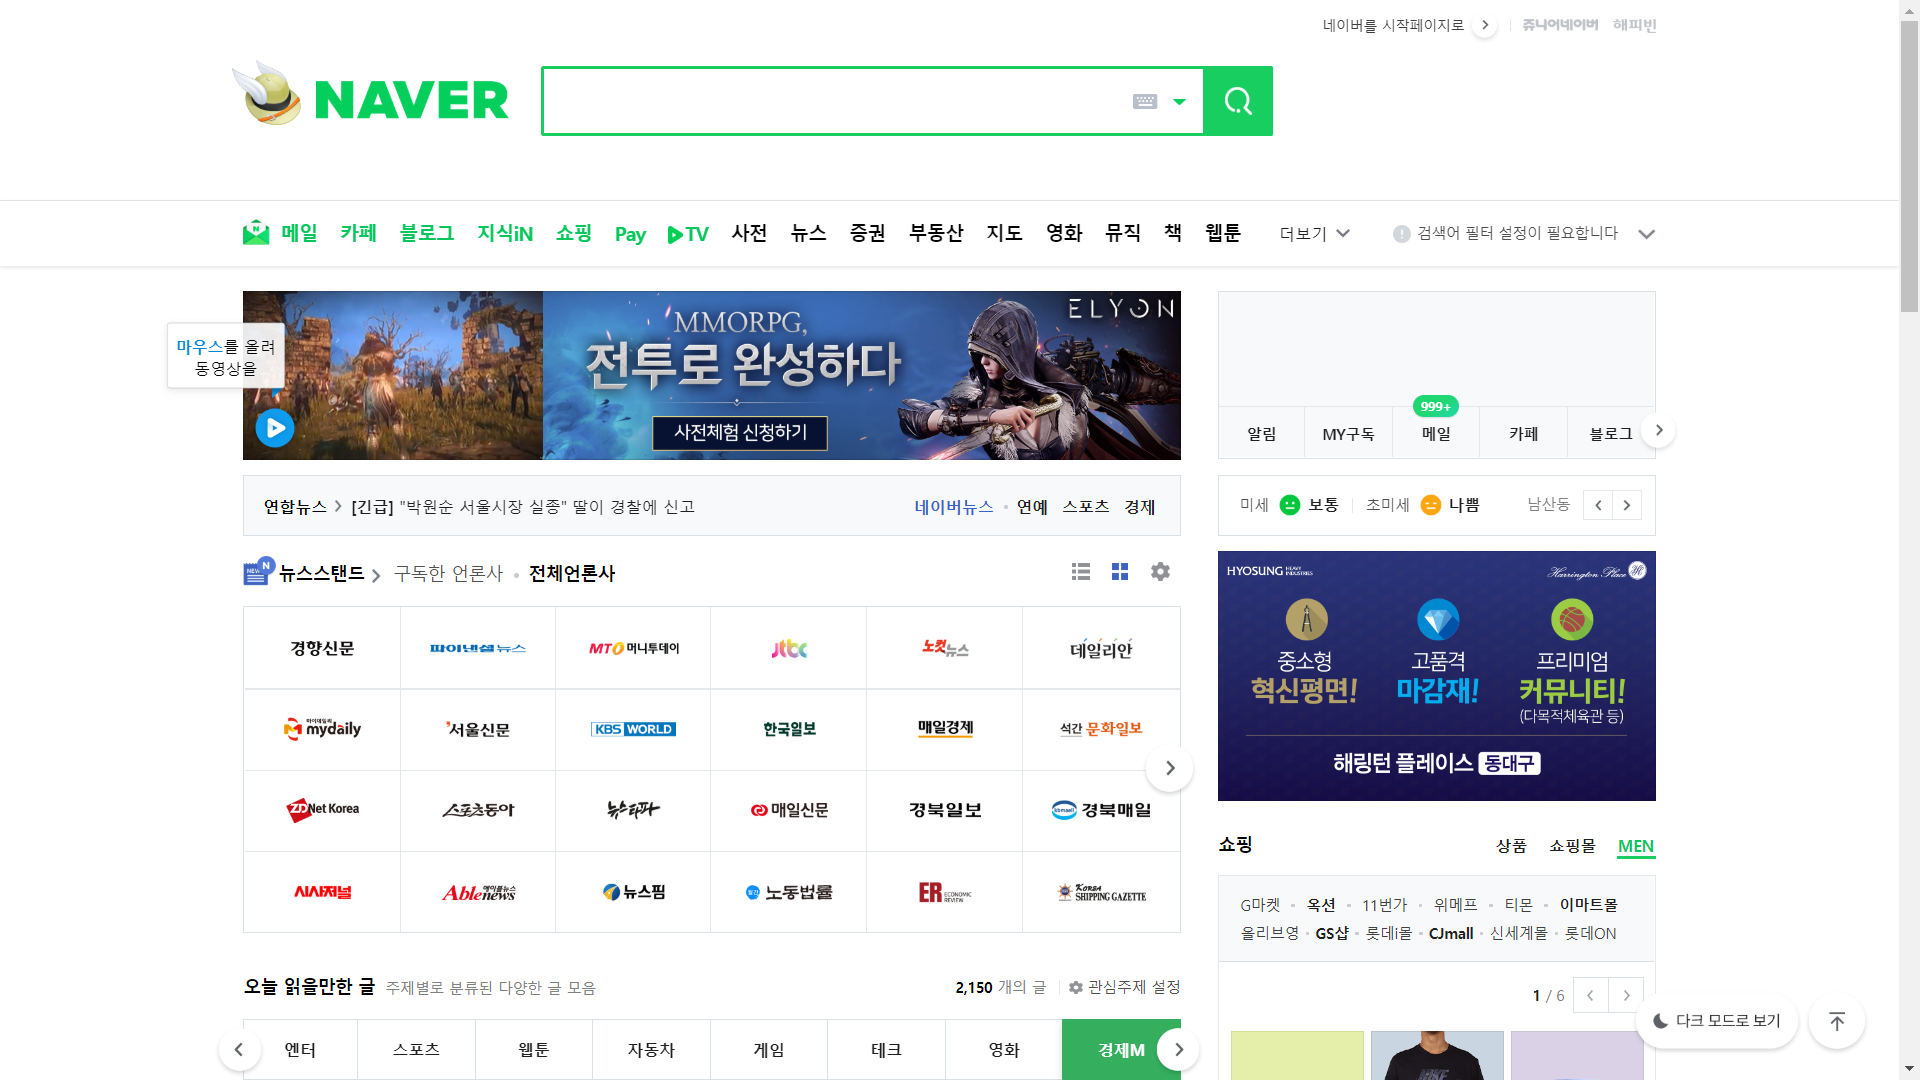 네이버를 시작페이지로
쥬니어네이버 해피빈
NAVER
메일 카페 블로그 지식iN 쇼핑 Pay TV 사전 뉴스 증권 부동산 지도 영화 뮤직 책 웹툰 더보기
검색어 필터 설정이 필요합니다
마우스를 올려
동영상을
ELYON
MMORPG,
전투로 완성하다
사전체험 신청하기
999+
알림 MY구독 메일 카페 블로그
연합뉴스 [긴급] "박원순 서울시장 실종" 딸이 경찰에 신고
네이버뉴스 연예 스포츠 경제
미세 보통 초미세 나쁨 남산동
NEW N
뉴스스탠드 구독한 언론사 전체언론사
경향신문 파이낸셜뉴스 MTO 머니투데이 jtbc 노컷뉴스 데일리안
마이데일리 mydaily 서울신문 KBS WORLD 한국일보 매일경제 석간 문화일보
ZDNet Korea 스포츠동아 뉴스타파 매일신문 경북일보 kbmaeil 경북매일
시사저널 Ablenews 에이블뉴스 뉴스핌 월간 노동법률 ER ECONOMIC REVIEW KOREA SHIPPING GAZETTE
HYOSUNG HEAVY INDUSTRIES
Harrington Place
중소형 고품격 프리미엄
혁신평면! 마감재! 커뮤니티!
(다목적체육관 등)
해링턴 플레이스 동대구
쇼핑 상품 쇼핑몰 MEN
G마켓 옥션 11번가 위메프 티몬 이마트몰
올리브영 GS샵 롯데i몰 CJmall 신세계몰 롯데ON
1 / 6
오늘 읽을만한 글 주제별로 분류된 다양한 글 모음
2,150 개의 글 관심주제 설정
엔터 스포츠 웹툰 자동차 게임 테크 영화 경제M
다크 모드로 보기
NIKE